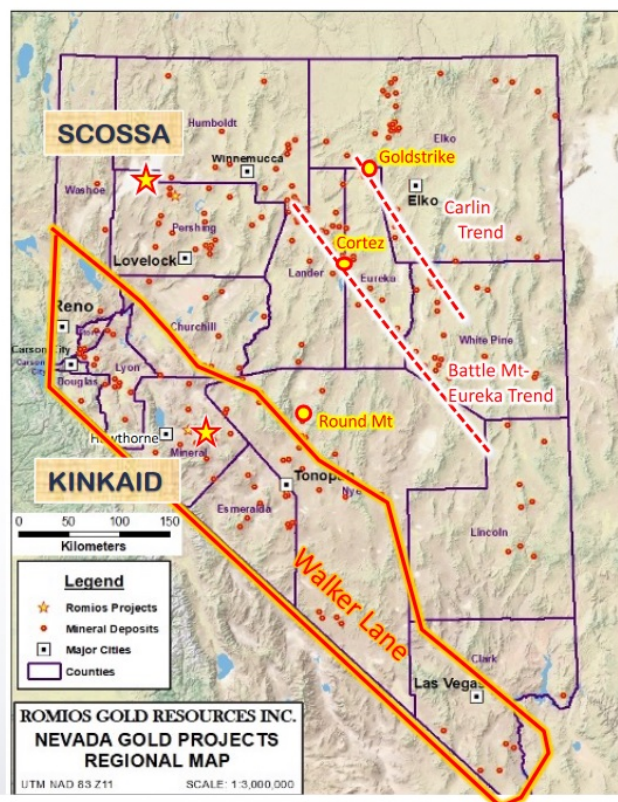 SCOSSA
Humboldt
Elko
Goldstrike
Winnemucca
Washoe
Elko
Carlin
Trend
Pershing
Cortez
Lovelock
Lander
Eureka
Reno
Churchill
White Pine
Carson City
Lyon
Battle Mt-
Eureka Trend
Douglas
Round Mt
Hawthorne
Mineral
KINKAID
Tonopah
Nye
Esmeralda
Lincoln
0 50 100 150
Kilometers
Walker Lane
Legend
Romios Projects
Mineral Deposits
Major Cities
Counties
Clark
Las Vegas
ROMIOS GOLD RESOURCES INC.
NEVADA GOLD PROJECTS
REGIONAL MAP
UTM NAD 83 Z11 SCALE: 1:3,000,000